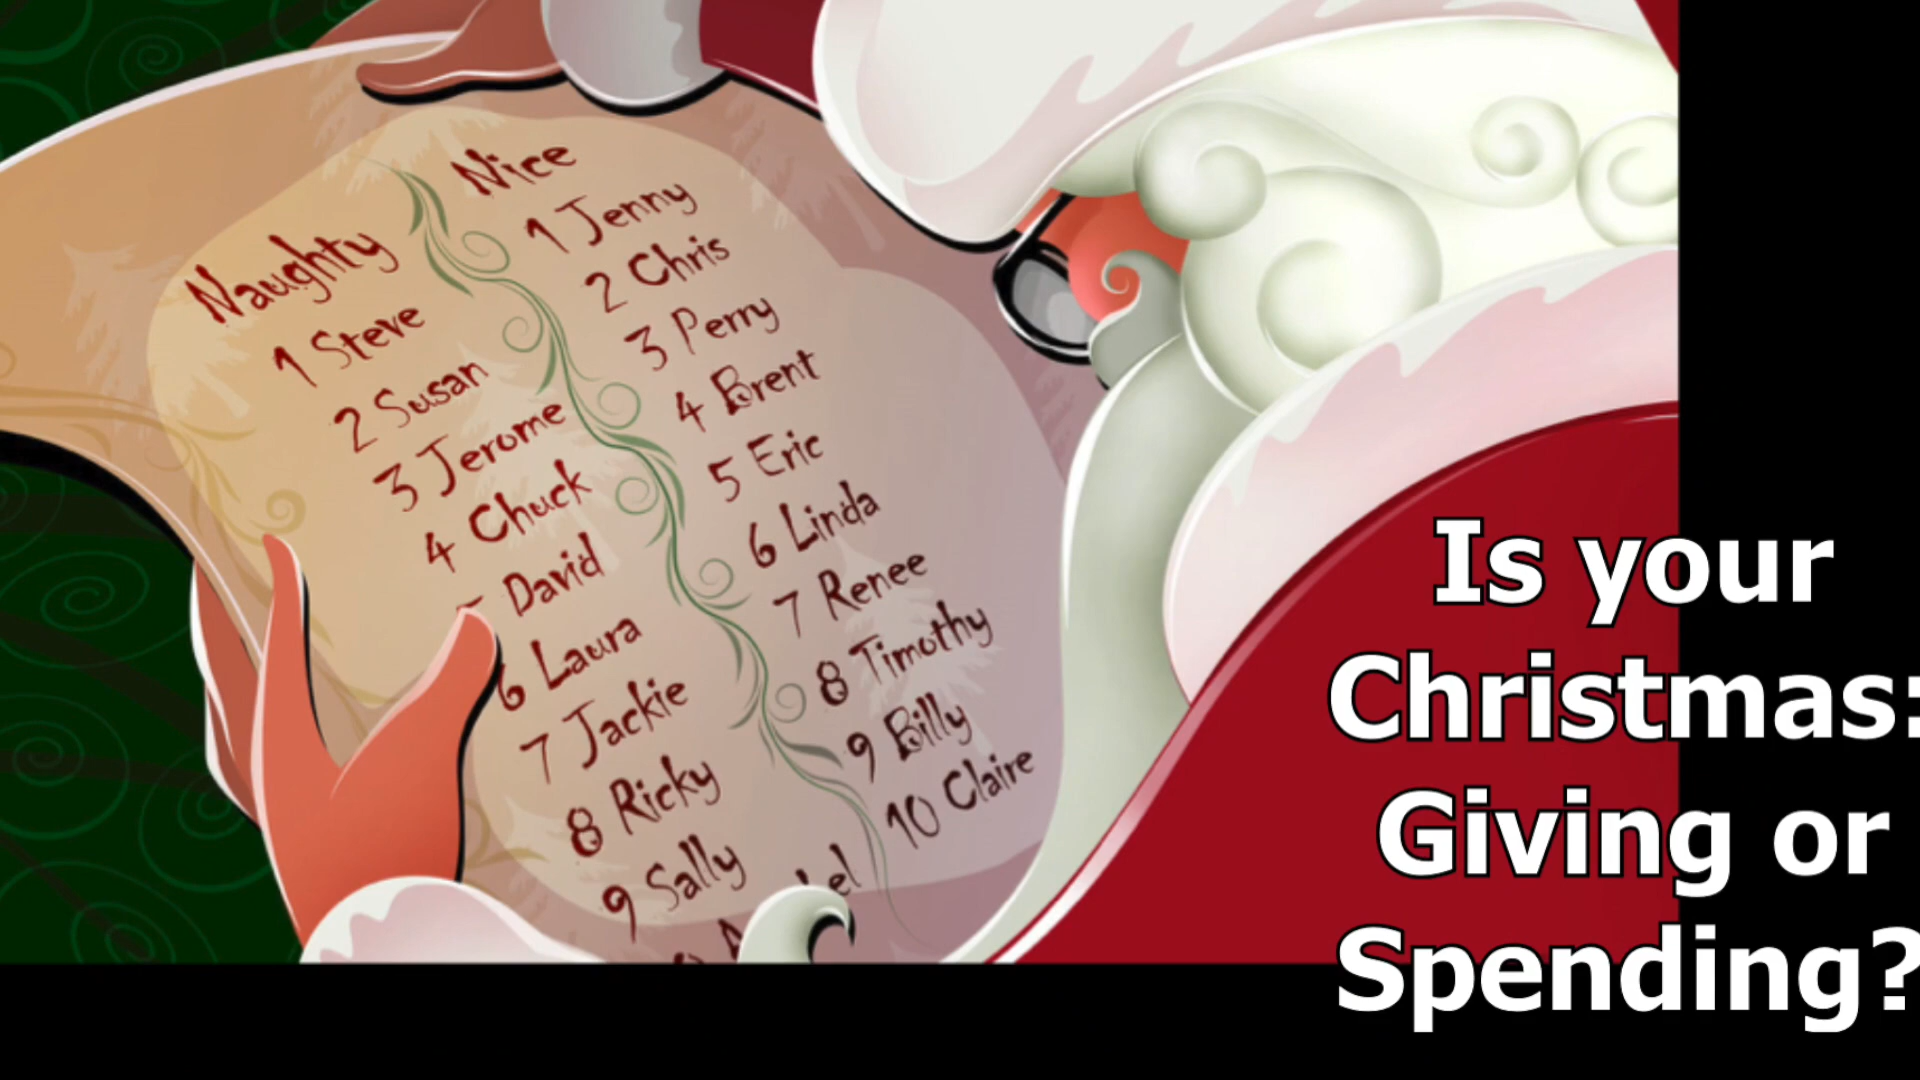 Naughty
1 Steve
2 Susan
3 Jerome
4 Chuck
David
6 Laura
7 Jackie
8 Ricky
9 Sally
Nice
1 Jenny
2 Chris
3 Perry
4 Brent
5 Eric
6 Linda
7 Renee
8 Timothy
9 Billy
10 Claire
Is your
Christmas:
Giving or
Spending?